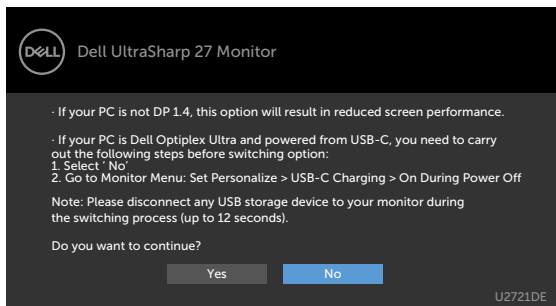 DELL Dell UltraSharp 27 Monitor
· If your PC is not DP 1.4, this option will result in reduced screen performance.
· If your PC is Dell Optiplex Ultra and powered from USB-C, you need to carry
out the following steps before switching option:
1. Select ‘ No’
2. Go to Monitor Menu: Set Personalize > USB-C Charging > On During Power Off
Note: Please disconnect any USB storage device to your monitor during
the switching process (up to 12 seconds).
Do you want to continue?
Yes No
U2721DE